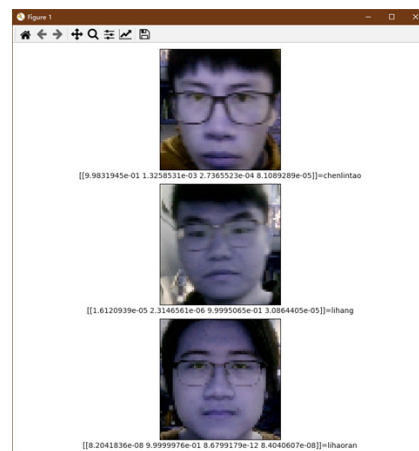 Figure 1
[[9.9831945e-01 1.3258531e-03 2.7365523e-04 8.1089289e-05]]=chenlintao
[[1.6120939e-05 2.3146561e-06 9.9995065e-01 3.0864405e-05]]=lihang
[[8.2041836e-08 9.9999976e-01 8.6799179e-12 8.4040607e-08]]=lihaoran